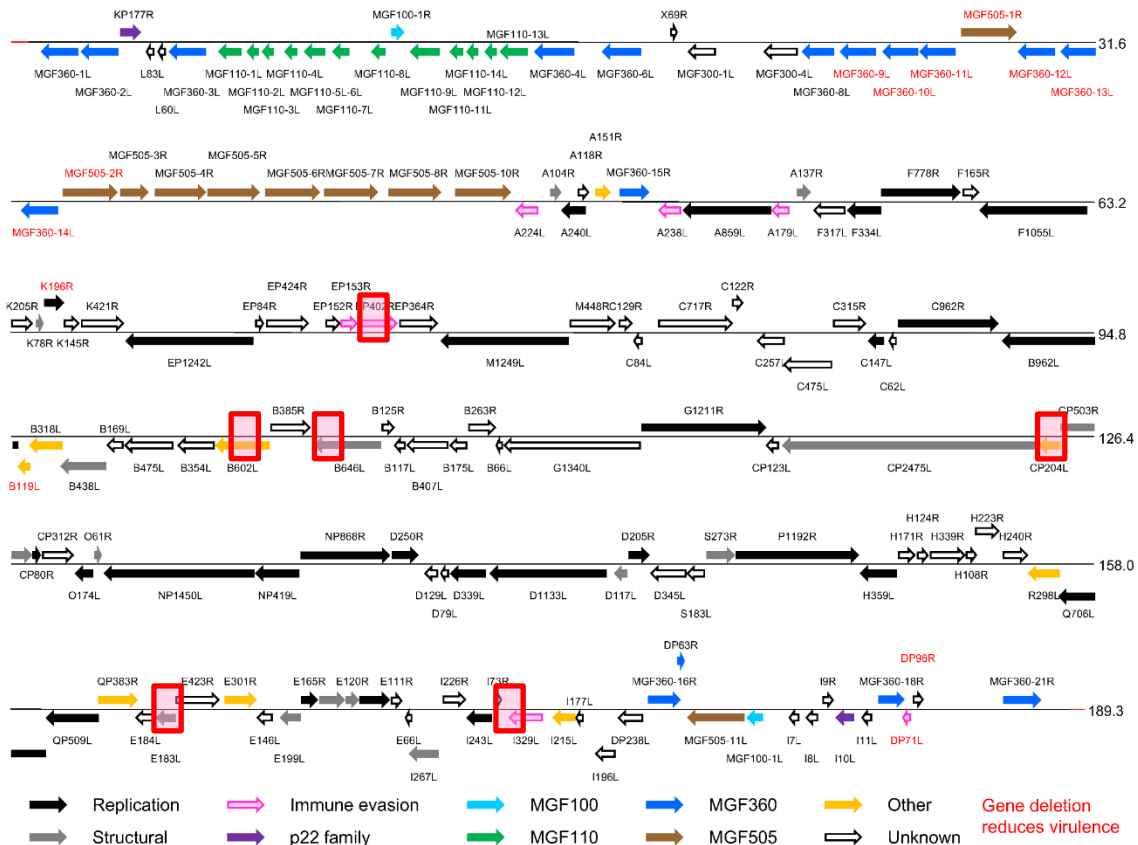 KP177R MGF100-1R MGF110-13L X69R MGF505-1R
31.6
MGF360-1L L83L MGF360-3L MGF110-1L MGF110-4L MGF110-8L MGF110-14L MGF360-4L MGF360-6L MGF300-1L MGF300-4L MGF360-9L MGF360-11L MGF360-12L
MGF360-2L MGF110-2L MGF110-5L-6L MGF110-9L MGF110-12L MGF360-8L MGF360-10L MGF360-13L
L60L MGF110-3L MGF110-7L MGF110-11L
A151R
MGF505-3R MGF505-5R A118R
MGF505-2R MGF505-4R MGF505-6R MGF505-7R MGF505-8R MGF505-10R A104R MGF360-15R A137R F778R F165R
63.2
MGF360-14L A224L A240L A238L A859L A179L F317L F334L F1055L
EP424R EP153R C122R
K196R
K205R K421R EP84R EP152R EP402R EP364R M448R C129R C717R C315R C962R
94.8
K78R K145R EP1242L M1249L C84L C257L C147L B962L
C475L C62L
B385R B125R B263R G1211R CP503R
B318L B169L
126.4
B119L B438L B475L B354L B602L B646L B117L B175L B66L G1340L CP123L CP2475L CP204L
B407L
H223R
H124R
CP312R O61R NP868R D250R D205R S273R P1192R H171R H339R H240R
158.0
CP80R O174L NP1450L NP419L D129L D339L D1133L D117L D345L H359L H108R R298L
D79L S183L Q706L
DP63R DP96R
QP383R E423R E301R E165R E120R E111R I226R I73R I177L MGF360-16R I9R MGF360-18R MGF360-21R
189.3
QP509L E184L E146L E66L I243L I329L I215L DP238L MGF505-11L I7L I11L DP71L
E183L E199L I267L I196L MGF100-1L I8L I10L
Replication Immune evasion MGF100 MGF360 Other Gene deletion
Structural p22 family MGF110 MGF505 Unknown reduces virulence